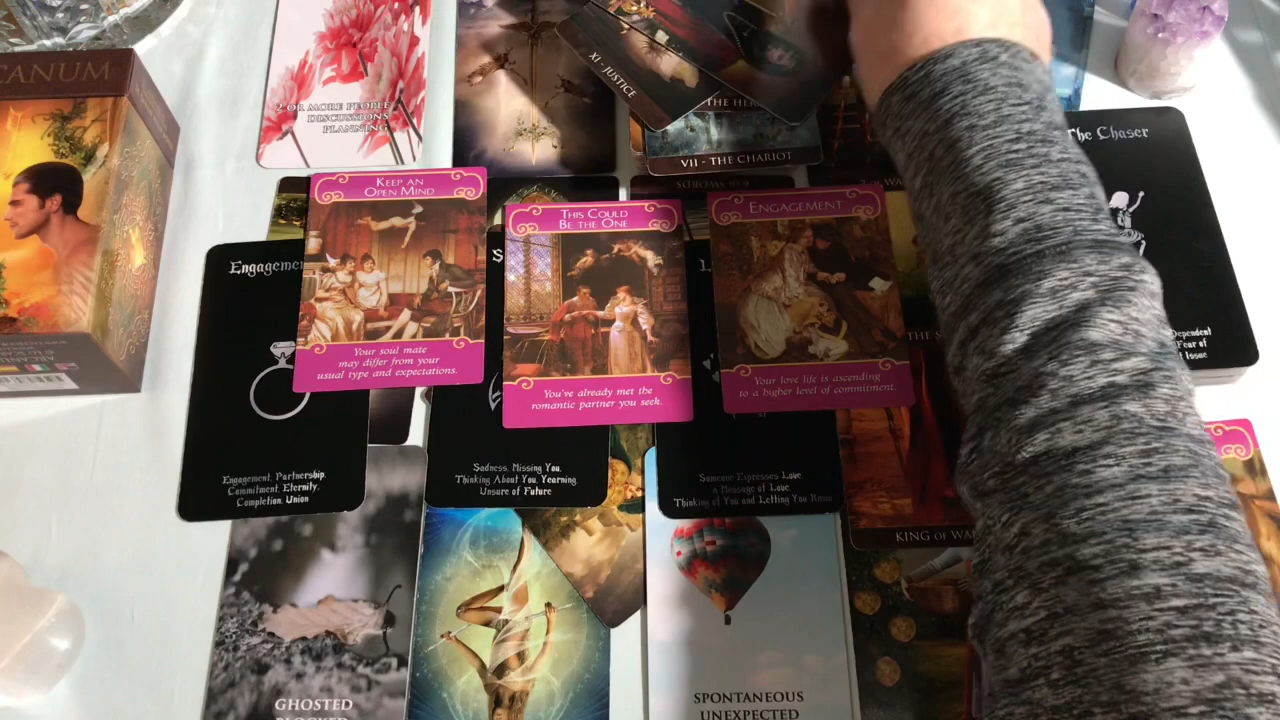 CANUM
2 OR MORE PEOPLE
DISCUSSIONS
PLANNING
XI - JUSTICE
THE HE
VII - THE CHARIOT
The Chaser
KEEP AN
OPEN MIND
Your soul mate
may differ from your
usual type and expectations.
THIS COULD
BE THE ONE
You've already met the
romantic partner you seek.
ENGAGEMENT
Your love life is ascending
to a higher level of commitment.
Engagemen
Engagement, Partnership,
Commitment, Eternity,
Completion, Union
S
Sadness, Missing You,
Thinking About You, Yearning,
Unsure of Future
L
Someone Expresses Love,
a Message of Love
Thinking of You and Letting You Know
THE S
KING OF WA
Dependent
Fear of
t Issue
GHOSTED
BLOCKED
SPONTANEOUS
UNEXPECTED